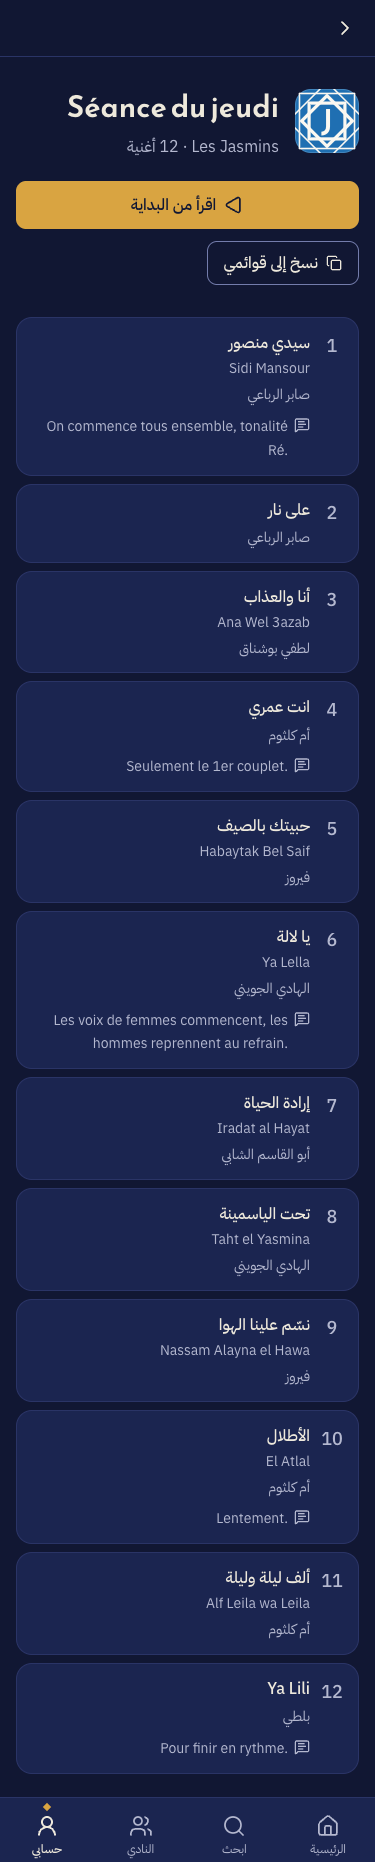 Séance du jeudi
Les Jasmins · 12 أغنية
اقرأ من البداية
نسخ إلى قوائمي
1
سيدي منصور
Sidi Mansour
صابر الرباعي
On commence tous ensemble, tonalité
Ré.
2
على نار
صابر الرباعي
3
أنا والعذاب
Ana Wel 3azab
لطفي بوشناق
4
انت عمري
أم كلثوم
Seulement le 1er couplet.
5
حبيتك بالصيف
Habaytak Bel Saif
فيروز
6
يا لالة
Ya Lella
الهادي الجويني
Les voix de femmes commencent, les
hommes reprennent au refrain.
7
إرادة الحياة
Iradat al Hayat
أبو القاسم الشابي
8
تحت الياسمينة
Taht el Yasmina
الهادي الجويني
9
نسّم علينا الهوا
Nassam Alayna el Hawa
فيروز
10
الأطلال
El Atlal
أم كلثوم
Lentement.
11
ألف ليلة وليلة
Alf Leila wa Leila
أم كلثوم
12
Ya Lili
بلطي
Pour finir en rythme.
الرئيسية
ابحث
النادي
حسابي